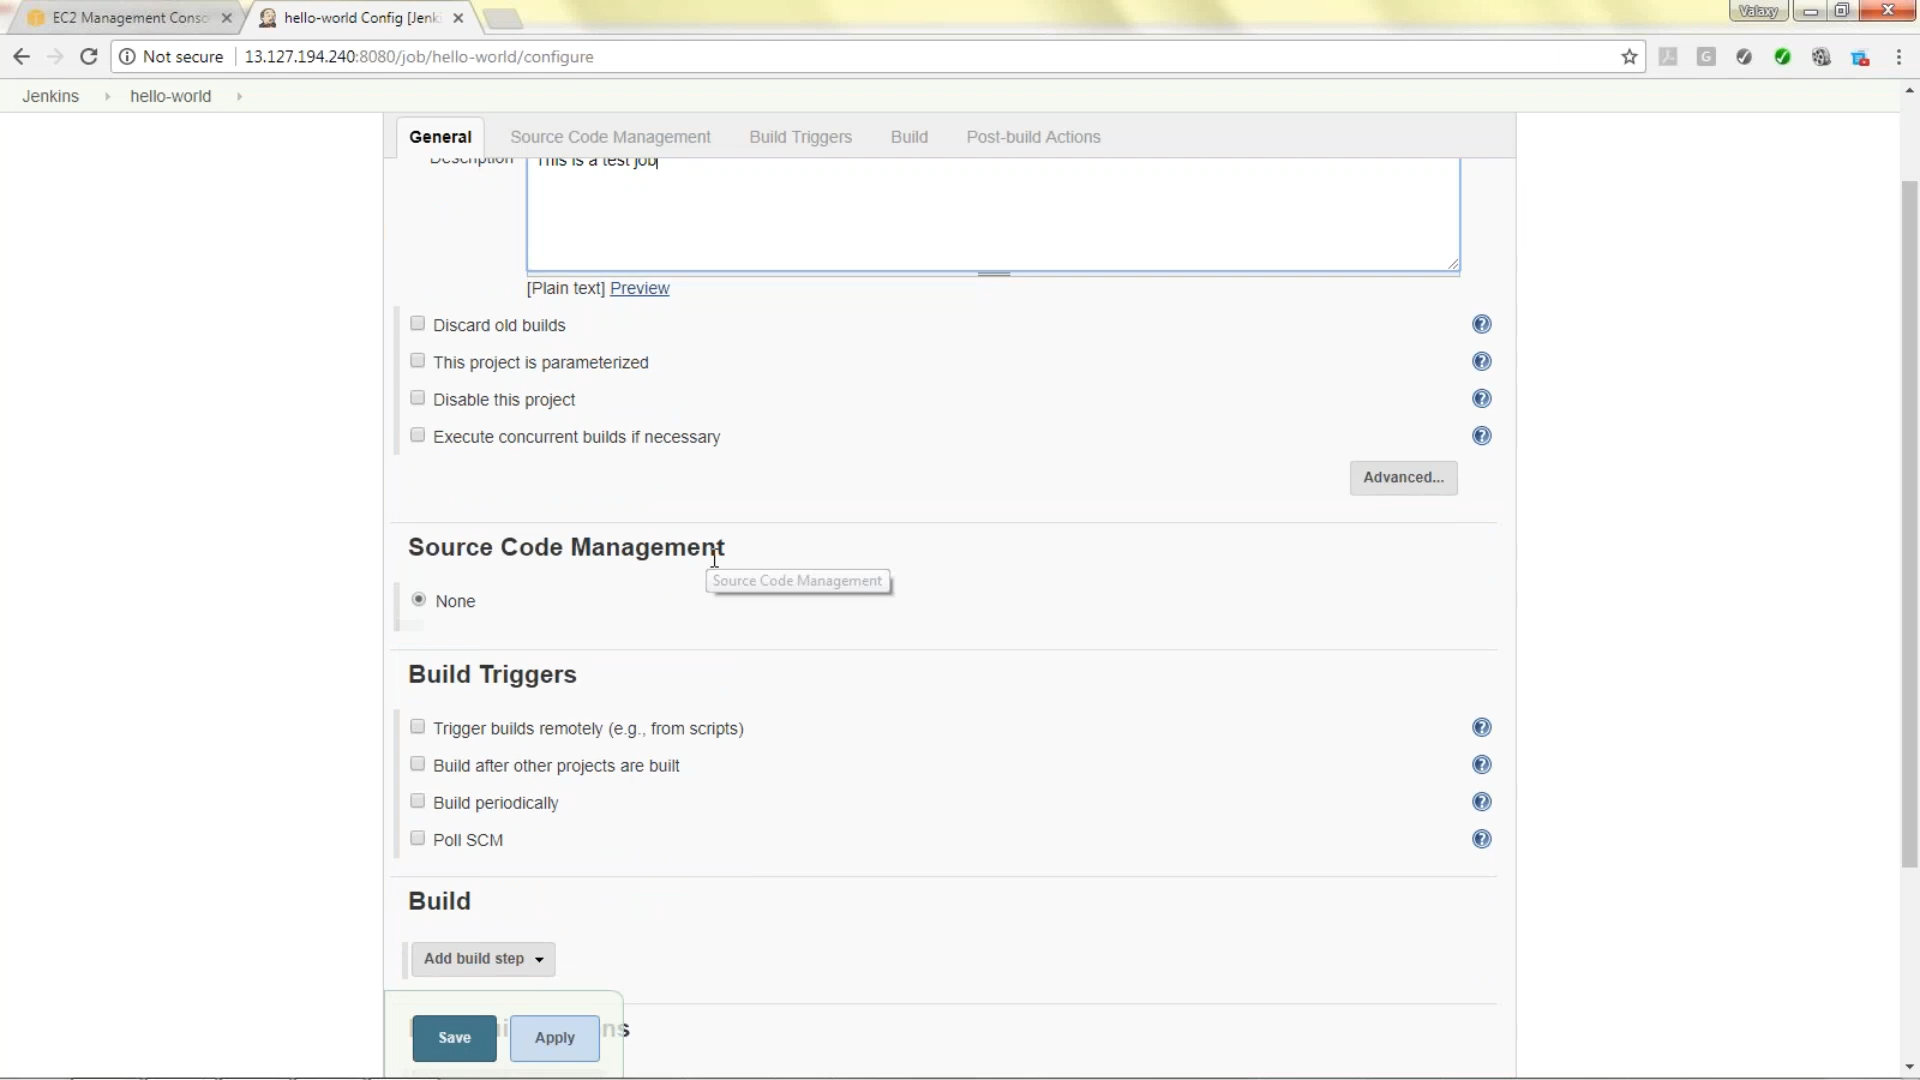 EC2 Management Conso
hello-world Config [Jenki
Valaxy
Not secure
13.127.194.240:8080/job/hello-world/configure
Jenkins
hello-world
General
Source Code Management
Build Triggers
Build
Post-build Actions
Description
This is a test job
[Plain text] Preview
Discard old builds
This project is parameterized
Disable this project
Execute concurrent builds if necessary
Advanced...
Source Code Management
Source Code Management
None
Build Triggers
Trigger builds remotely (e.g., from scripts)
Build after other projects are built
Build periodically
Poll SCM
Build
Add build step
Save
Apply